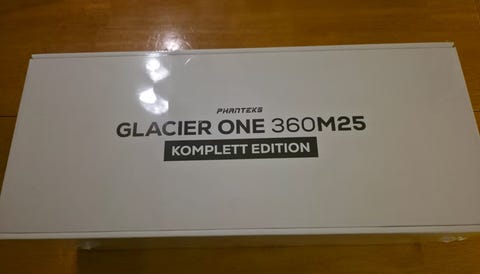 PHANTEKS
GLACIER ONE 360M25
KOMPLETT EDITION